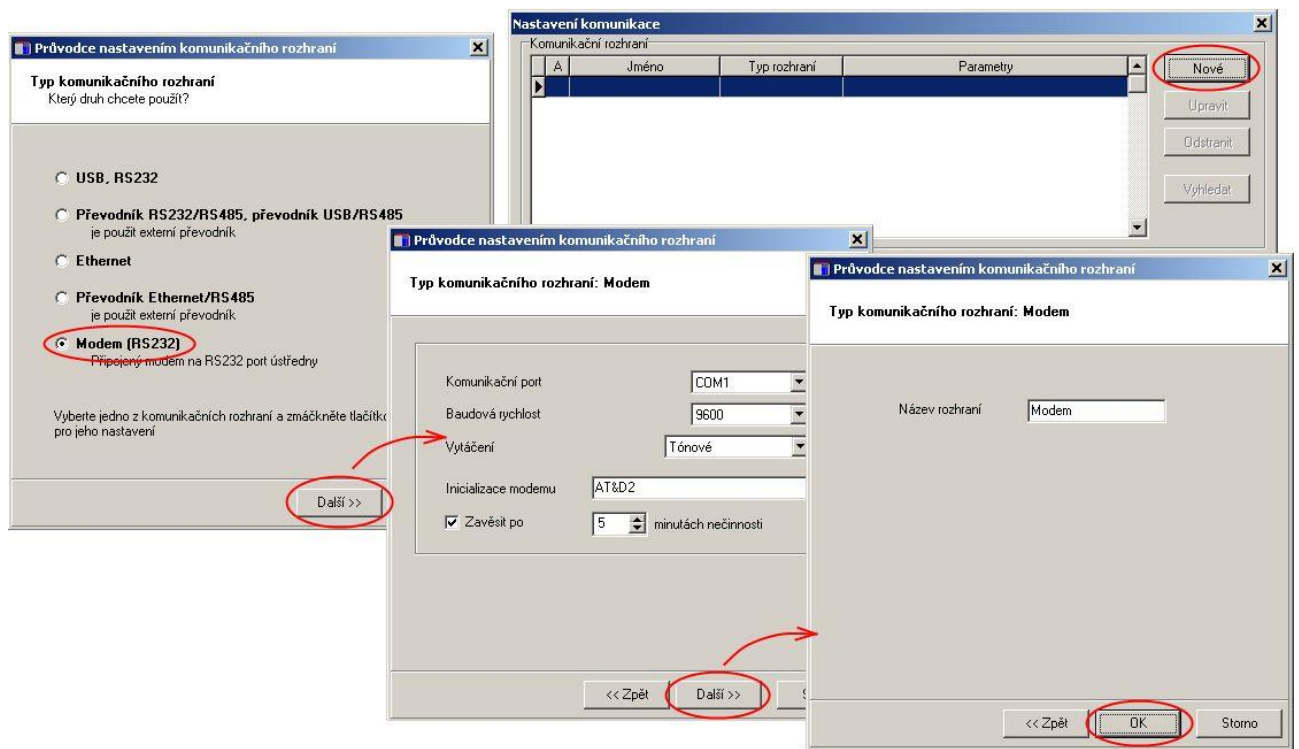 Nastavení komunikace
Komunikační rozhraní
A Jméno Typ rozhraní Parametry
Nové
Upravit
Odstranit
Vyhledat
Průvodce nastavením komunikačního rozhraní
Typ komunikačního rozhraní
Který druh chcete použít?
USB, RS232
Převodník RS232/RS485, převodník USB/RS485
je použit externí převodník
Ethernet
Převodník Ethernet/RS485
je použit externí převodník
Modem (RS232)
Připojený modem na RS232 port ústředny
Vyberte jedno z komunikačních rozhraní a zmáčkněte
pro jeho nastavení
Další >>
Průvodce nastavením komunikačního rozhraní
Typ komunikačního rozhraní: Modem
Komunikační port COM1
Baudová rychlost 9600
Vytáčení Tónové
Inicializace modemu AT&D2
Zavěsit po 5 minutách nečinnosti
<< Zpět Další >>
Průvodce nastavením komunikačního rozhraní
Typ komunikačního rozhraní: Modem
Název rozhraní Modem
<< Zpět OK Storno